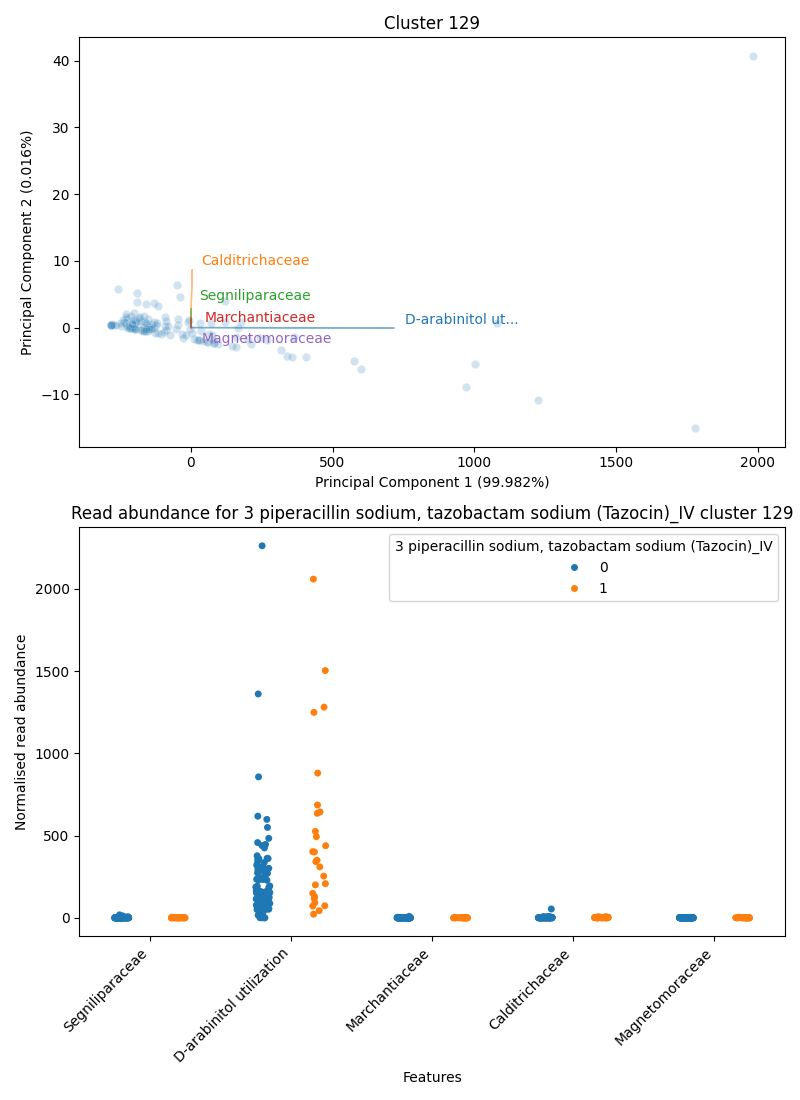 Cluster 129
40
30
20
10
0
−10
Principal Component 2 (0.016%)
Calditrichaceae
Segniliparaceae
Marchantiaceae
D-arabinitol ut...
Magnetomoraceae
0
500
1000
1500
2000
Principal Component 1 (99.982%)
Read abundance for 3 piperacillin sodium, tazobactam sodium (Tazocin)_IV cluster 129
3 piperacillin sodium, tazobactam sodium (Tazocin)_IV
0
1
2000
1500
1000
500
0
Normalised read abundance
Segniliparaceae
D-arabinitol utilization
Marchantiaceae
Calditrichaceae
Magnetomoraceae
Features